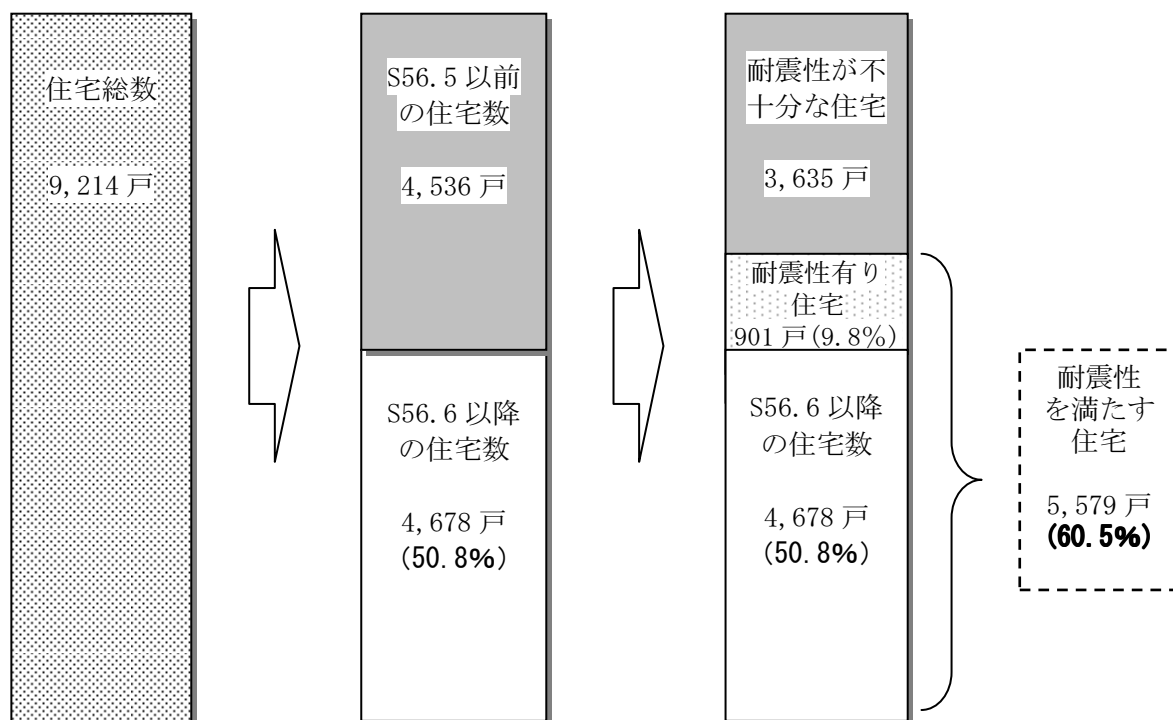 住宅総数
9,214 戸
S56.5 以前
の住宅数
4,536 戸
S56.6 以降
の住宅数
4,678 戸
(50.8%)
耐震性が不
十分な住宅
3,635 戸
耐震性有り
住宅
901 戸(9.8%)
S56.6 以降
の住宅数
4,678 戸
(50.8%)
耐震性
を満たす
住宅
5,579 戸
(60.5%)